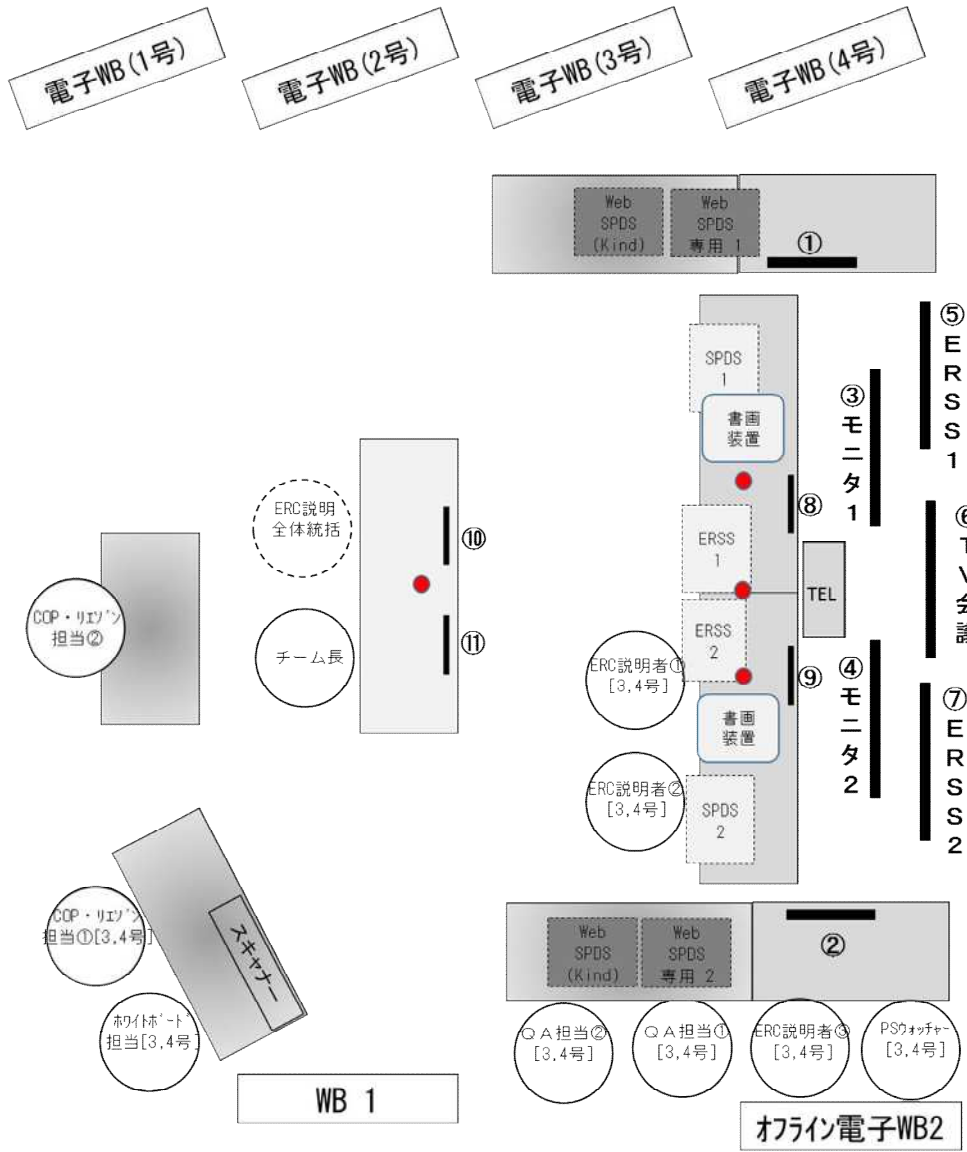 電子WB(1号)
電子WB(2号)
電子WB(3号)
電子WB(4号)
Web
SPDS
(Kind)
Web
SPDS
専用 1
①
SPDS
1
書画
装置
⑧
③モニタ1
⑤ERSS1
ERC説明
全体統括
⑩
ERSS
1
TEL
⑥TV会議
COP・ﾘｴｿﾞﾝ
担当②
チーム長
⑪
ERSS
2
ERC説明者①
[3,4号]
⑨
④モニタ2
⑦ERSS2
書画
装置
ERC説明者②
[3,4号]
SPDS
2
COP・ﾘｴｿﾞﾝ
担当①[3,4号]
スキャナー
ﾎﾜｲﾄﾎﾞｰﾄﾞ
担当[3,4号]
Web
SPDS
(Kind)
Web
SPDS
専用 2
②
ＱＡ担当②
[3,4号]
ＱＡ担当①
[3,4号]
ERC説明者③
[3,4号]
PSｳｫｯﾁｬｰ
[3,4号]
WB 1
ｵﾌﾗｲﾝ電子WB2